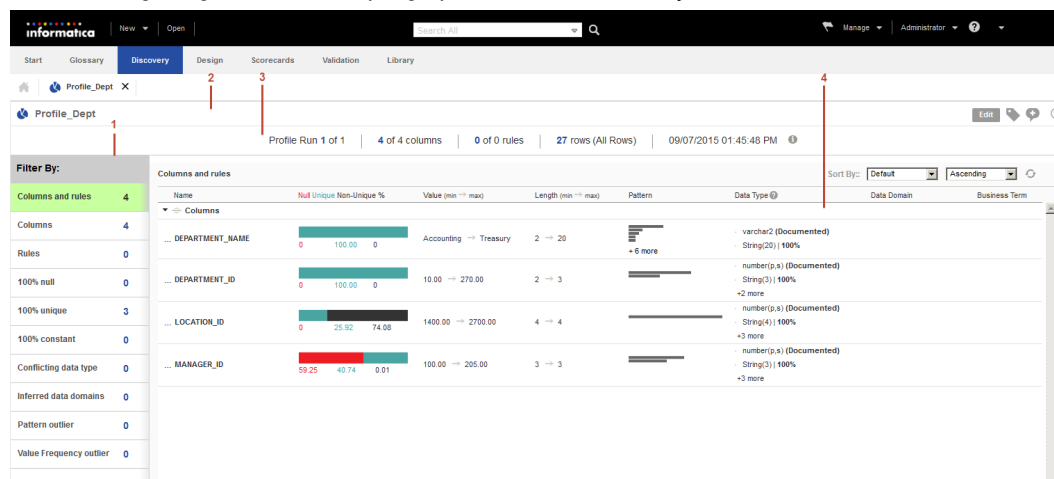 informatica New Open Search All Manage Administrator ?
Start Glossary Discovery Design Scorecards Validation Library
2 3 4
Profile_Dept X
Profile_Dept Edit
1
Profile Run 1 of 1 4 of 4 columns 0 of 0 rules 27 rows (All Rows) 09/07/2015 01:45:48 PM
Filter By:
Columns and rules 4
Columns 4
Rules 0
100% null 0
100% unique 3
100% constant 0
Conflicting data type 0
Inferred data domains 0
Pattern outlier 0
Value Frequency outlier 0
Columns and rules Sort By:: Default Ascending
Name Null Unique Non-Unique % Value (min → max) Length (min → max) Pattern Data Type ? Data Domain Business Term
Columns
... DEPARTMENT_NAME 0 100.00 0 Accounting → Treasury 2 → 20 + 6 more varchar2 (Documented)
String(20) | 100%
... DEPARTMENT_ID 0 100.00 0 10.00 → 270.00 2 → 3 number(p,s) (Documented)
String(3) | 100%
+2 more
... LOCATION_ID 0 25.92 74.08 1400.00 → 2700.00 4 → 4 number(p,s) (Documented)
String(4) | 100%
+3 more
... MANAGER_ID 59.25 40.74 0.01 100.00 → 205.00 3 → 3 number(p,s) (Documented)
String(3) | 100%
+3 more